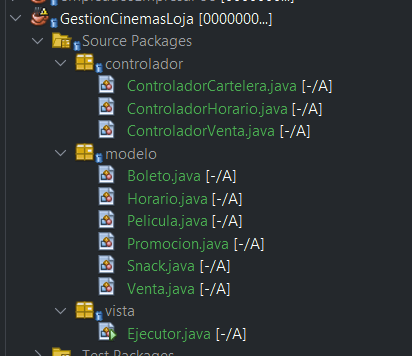 GestionCinemasLoja [0000000...]
Source Packages
controlador
ControladorCartelera.java [-/A]
ControladorHorario.java [-/A]
ControladorVenta.java [-/A]
modelo
Boleto.java [-/A]
Horario.java [-/A]
Pelicula.java [-/A]
Promocion.java [-/A]
Snack.java [-/A]
Venta.java [-/A]
vista
Ejecutor.java [-/A]
Test Packages